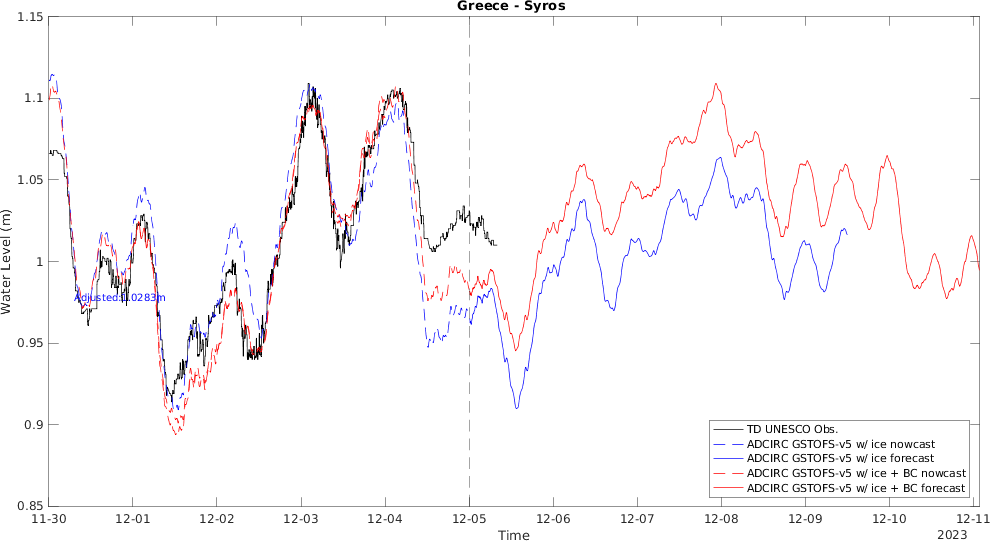 Greece - Syros
1.15
1.1
1.05
1
0.95
0.9
0.85
Water Level (m)
Adjusted:1.0283m
TD UNESCO Obs.
ADCIRC GSTOFS-v5 w/ ice nowcast
ADCIRC GSTOFS-v5 w/ ice forecast
ADCIRC GSTOFS-v5 w/ ice + BC nowcast
ADCIRC GSTOFS-v5 w/ ice + BC forecast
11-30 12-01 12-02 12-03 12-04 12-05 12-06 12-07 12-08 12-09 12-10 12-11
Time
2023